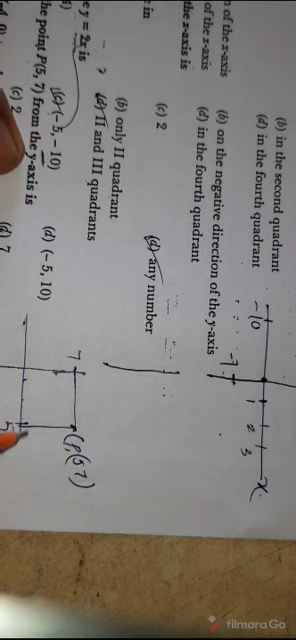 of the x-axis
of the x-axis
the x-axis is
(b) in the second quadrant
(d) in the fourth quadrant
(b) on the negative direction of the y-axis
(d) in the fourth quadrant
e in
(c) 2
(d) any number
(b) only II quadrant
(d) II and III quadrants
e y = 2x is
(c) (-5, -10)
(d) (-5, 10)
he point P(5, 7) from the y-axis is
(c) 2
(d) 7
-10
-7
1 2 3
x
7
(P,(5 7)
5
filmoraGo